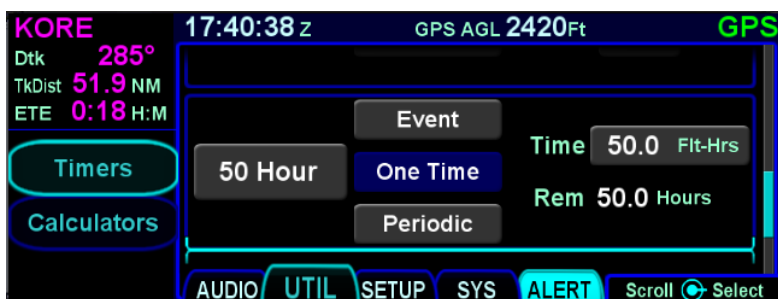 KORE 17:40:38 Z GPS AGL 2420Ft GPS
Dtk 285°
TkDist 51.9 NM
ETE 0:18 H:M
Timers
Calculators
50 Hour
Event
One Time
Periodic
Time 50.0 Flt-Hrs
Rem 50.0 Hours
AUDIO UTIL SETUP SYS ALERT Scroll Select